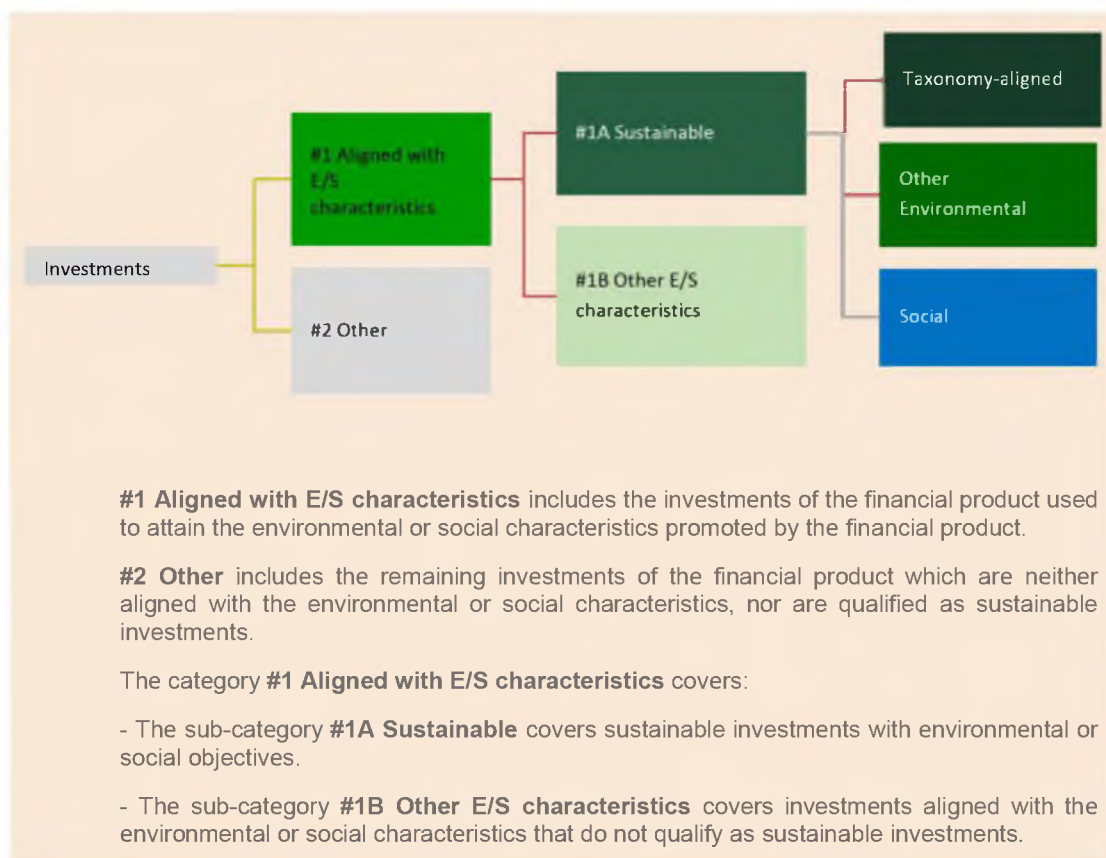 Taxonomy-aligned
#1A Sustainable
#1 Aligned with
E/S
characteristics
Other
Environmental
Investments
#1B Other E/S
characteristics
Social
#2 Other
#1 Aligned with E/S characteristics includes the investments of the financial product used
to attain the environmental or social characteristics promoted by the financial product.
#2 Other includes the remaining investments of the financial product which are neither
aligned with the environmental or social characteristics, nor are qualified as sustainable
investments.
The category #1 Aligned with E/S characteristics covers:
- The sub-category #1A Sustainable covers sustainable investments with environmental or
social objectives.
- The sub-category #1B Other E/S characteristics covers investments aligned with the
environmental or social characteristics that do not qualify as sustainable investments.